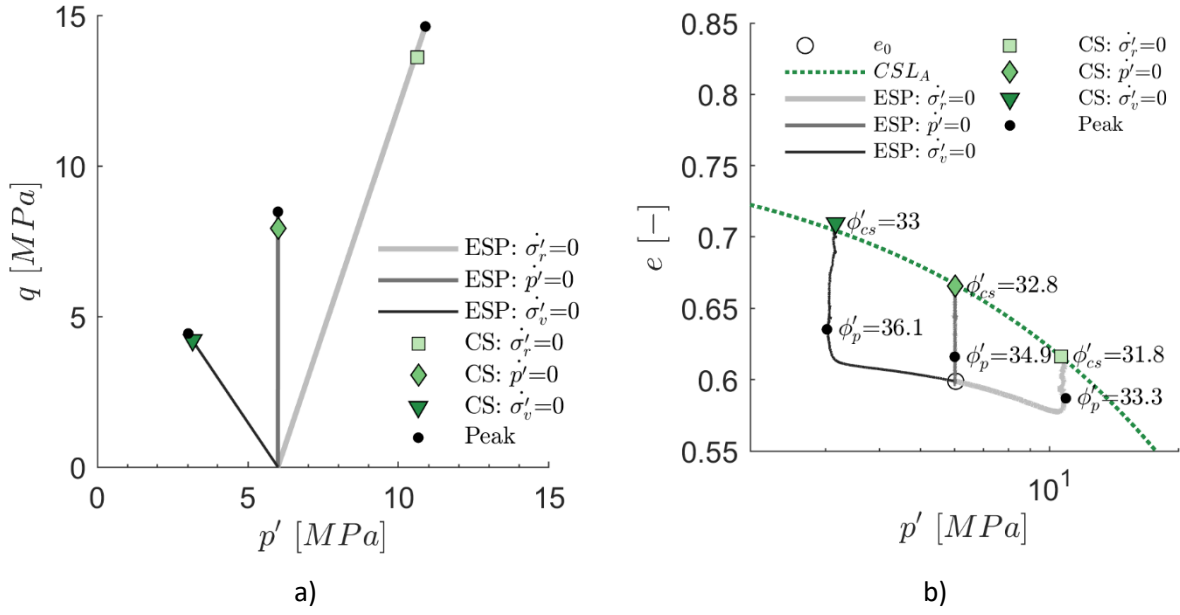 15
10
5
0
q [MPa]
0
5
10
15
p′ [MPa]
ESP: σ̇′r=0
ESP: ṗ′=0
ESP: σ̇′v=0
CS: σ̇′r=0
CS: ṗ′=0
CS: σ̇′v=0
Peak
a)
0.85
0.8
0.75
0.7
0.65
0.6
0.55
e [−]
e0
CSLA
ESP: σ̇′r=0
ESP: ṗ′=0
ESP: σ̇′v=0
CS: σ̇′r=0
CS: ṗ′=0
CS: σ̇′v=0
Peak
ϕ′cs=33
ϕ′cs=32.8
ϕ′p=36.1
ϕ′p=34.9
ϕ′cs=31.8
ϕ′p=33.3
10¹
p′ [MPa]
b)